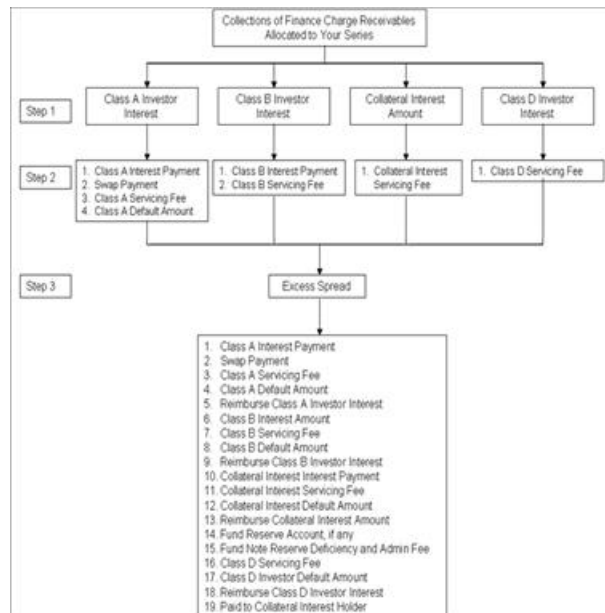 Collections of Finance Charge Receivables
Allocated to Your Series
Step 1
Class A Investor
Interest
Class B Investor
Interest
Collateral Interest
Amount
Class D Investor
Interest
Step 2
1. Class A Interest Payment
2. Swap Payment
3. Class A Servicing Fee
4. Class A Default Amount
1. Class B Interest Payment
2. Class B Servicing Fee
1. Collateral Interest
Servicing Fee
1. Class D Servicing Fee
Step 3
Excess Spread
1. Class A Interest Payment
2. Swap Payment
3. Class A Servicing Fee
4. Class A Default Amount
5. Reimburse Class A Investor Interest
6. Class B Interest Amount
7. Class B Servicing Fee
8. Class B Default Amount
9. Reimburse Class B Investor Interest
10. Collateral Interest Interest Payment
11. Collateral Interest Servicing Fee
12. Collateral Interest Default Amount
13. Reimburse Collateral Interest Amount
14. Fund Reserve Account, if any
15. Fund Note Reserve Deficiency and Admin Fee
16. Class D Servicing Fee
17. Class D Investor Default Amount
18. Reimburse Class D Investor Interest
19. Paid to Collateral Interest Holder